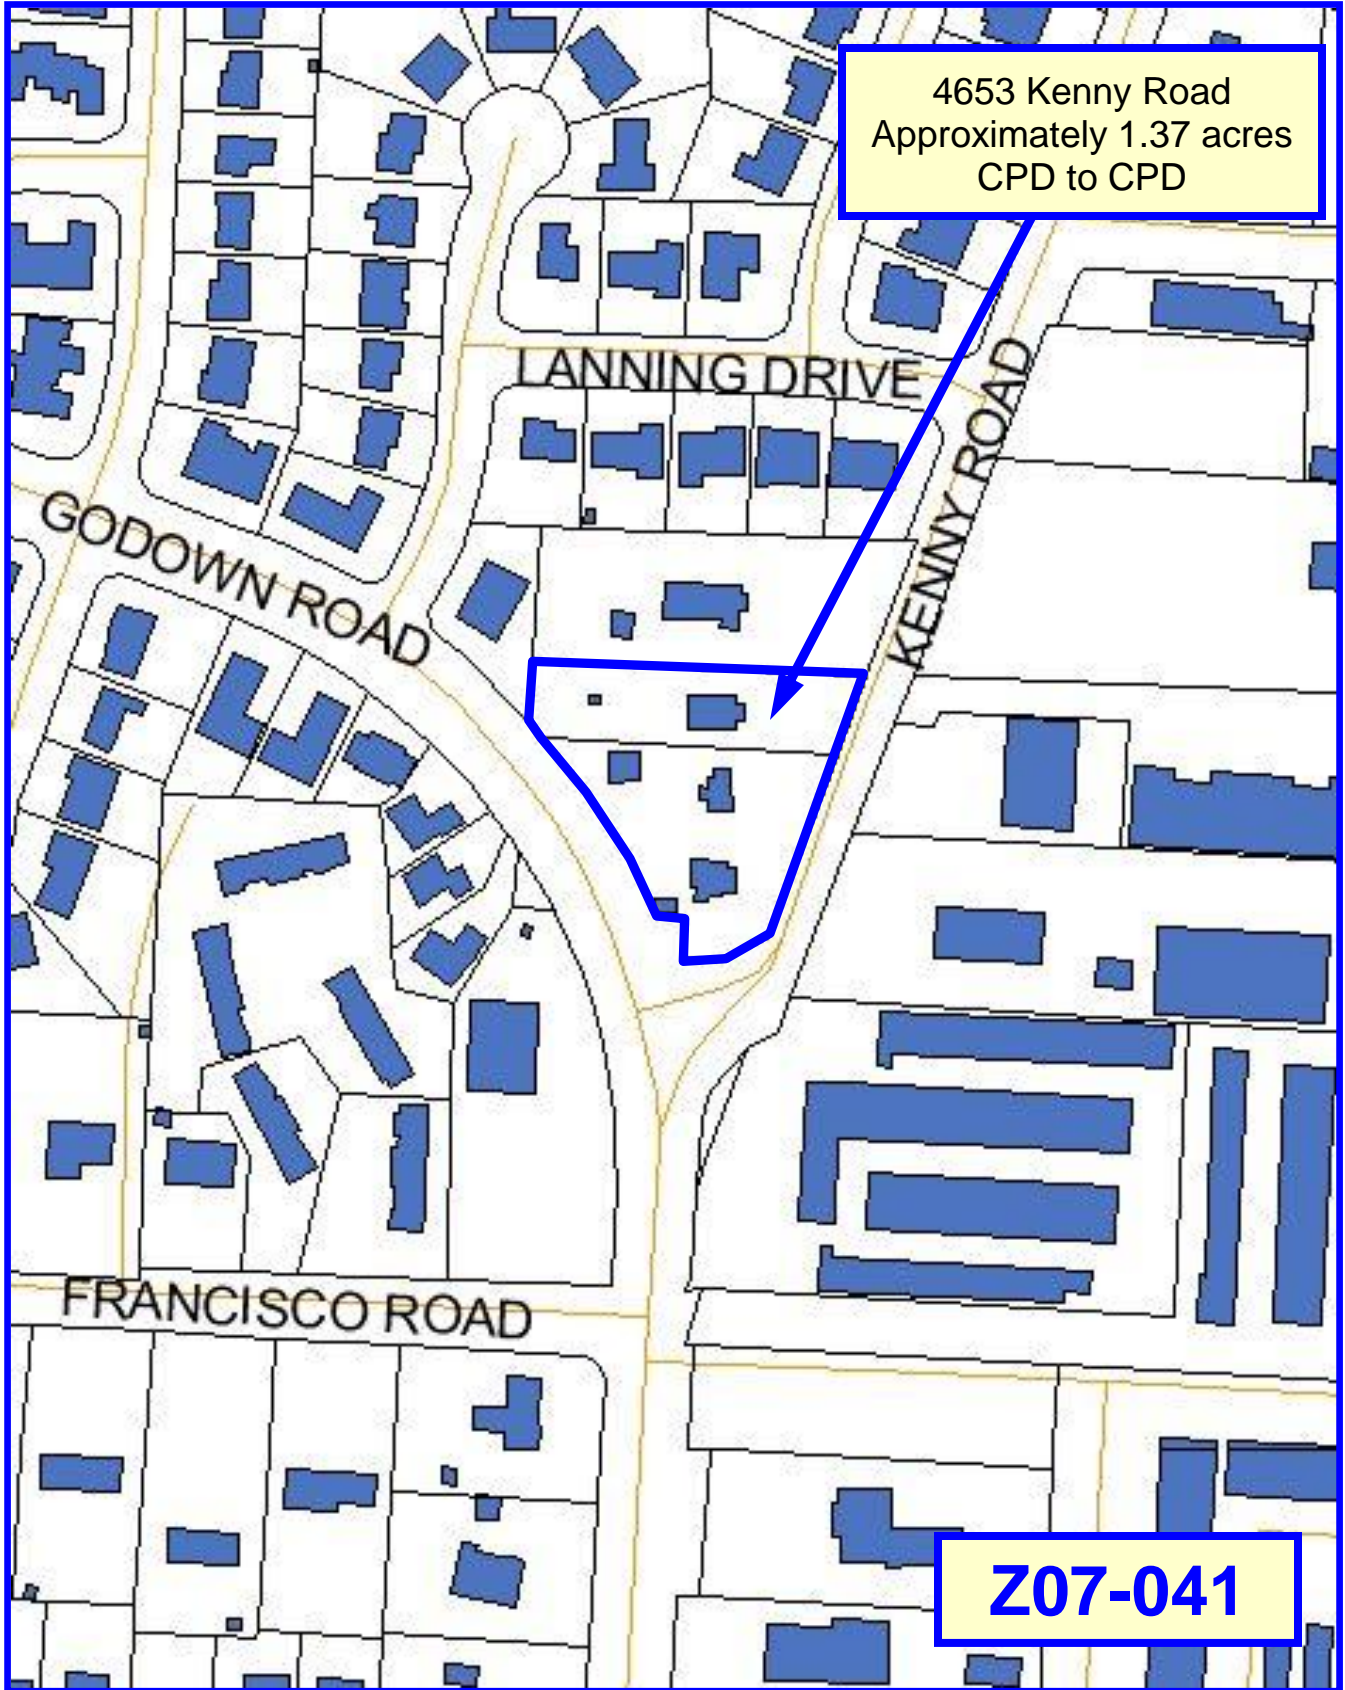 4653 Kenny Road
Approximately 1.37 acres
CPD to CPD
LANNING DRIVE
KENNY ROAD
GODOWN ROAD
FRANCISCO ROAD
Z07-041